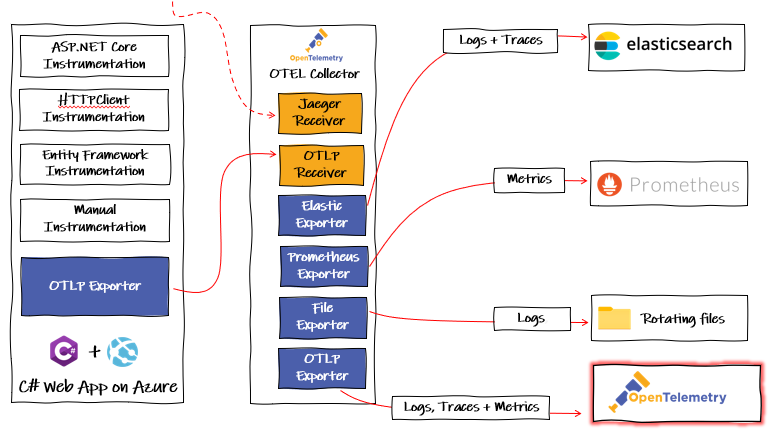 ASP.NET Core
Instrumentation
HTTPClient
Instrumentation
Entity Framework
Instrumentation
Manual
Instrumentation
OTLP Exporter
C#
+
C# Web App on Azure
OpenTelemetry
OTEL Collector
Jaeger
Receiver
OTLP
Receiver
Elastic
Exporter
Prometheus
Exporter
File
Exporter
OTLP
Exporter
Logs + Traces
elasticsearch
Metrics
Prometheus
Logs
Rotating files
Logs, Traces + Metrics
OpenTelemetry